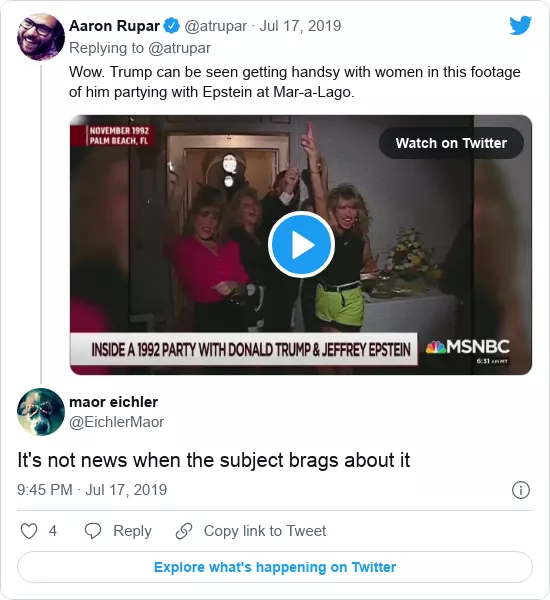 Aaron Rupar @atrupar · Jul 17, 2019
Replying to @atrupar
Wow. Trump can be seen getting handsy with women in this footage
of him partying with Epstein at Mar-a-Lago.
NOVEMBER 1992
PALM BEACH, FL
Watch on Twitter
INSIDE A 1992 PARTY WITH DONALD TRUMP & JEFFREY EPSTEIN
MSNBC
6:31 AM MT
maor eichler
@EichlerMaor
It's not news when the subject brags about it
9:45 PM · Jul 17, 2019
4 Reply Copy link to Tweet
Explore what's happening on Twitter